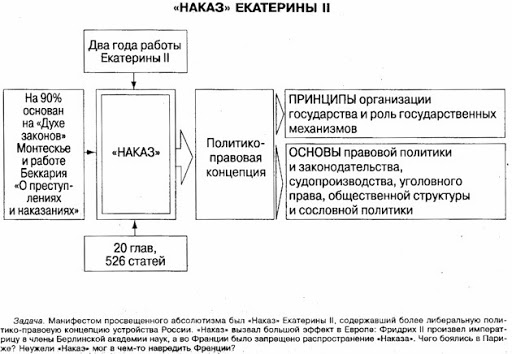 «НАКАЗ» ЕКАТЕРИНЫ II
Два года работы
Екатерины II
На 90%
основан
на «Духе
законов»
Монтескье
и работе
Беккария
«О преступ-
лениях
и наказаниях»
«НАКАЗ»
Политико-
правовая
концепция
ПРИНЦИПЫ организации
государства и роль государственных
механизмов
ОСНОВЫ правовой политики
и законодательства,
судопроизводства, уголовного
права, общественной структуры
и сословной политики
20 глав,
526 статей
Задача. Манифестом просвещенного абсолютизма был «Наказ» Екатерины II, содержавший более либеральную поли-
тико-правовую концепцию устройства России. «Наказ» вызвал большой эффект в Европе: Фридрих II произвел императ-
рицу в члены Берлинской академии наук, а во Франции было запрещено распространение «Наказа». Чего боялись в Пари-
же? Неужели «Наказ» мог в чем-то навредить Франции?